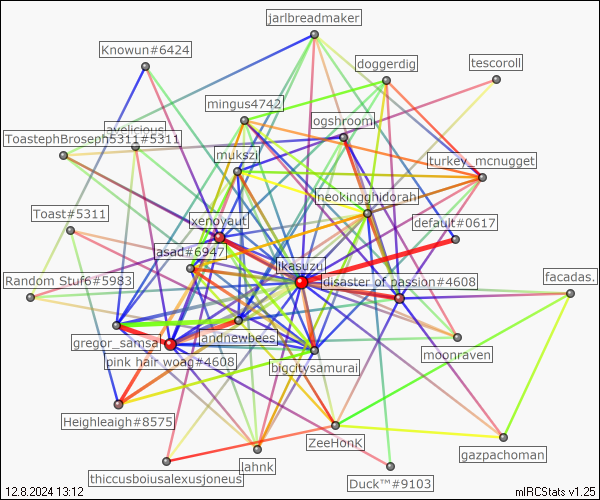 jarlbreadmaker
Knowun#6424
doggerdig
tescoroll
mingus4742
ogshroom
avelicious
ToastephBroseph5311#5311
mukszi
turkey_mcnugget
neokingghidorah
Toast#5311
xenovaut
default#0617
asad#6947
ikasuzu
Random Stuf6#5983
disaster of passion#4608
facadas.
gregor_samsa
andnewbees
moonraven
pink hair woag#4608
bigcitysamurai
Heighleaigh#8575
ZeeHonK
gazpachoman
thiccusboiusalexusjoneus
lahnk
Duck™#9103
12.8.2024 13:12
mIRCStats v1.25